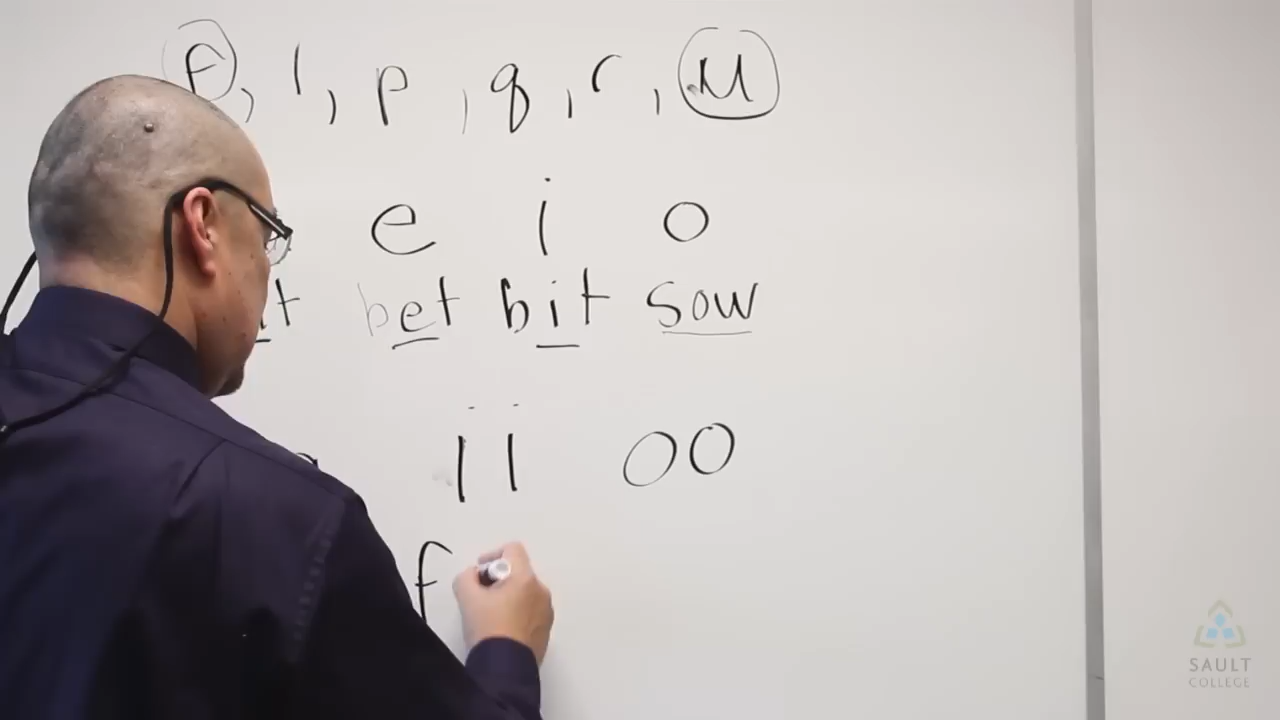 f, l, p, q, r, u
e i o
bet bit sow
ii oo
f
SAULT
COLLEGE